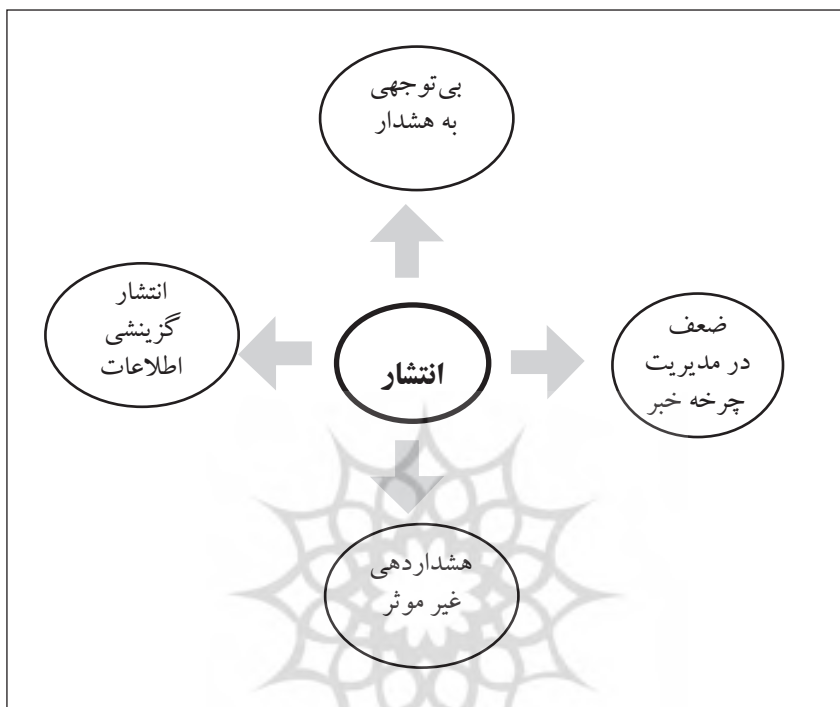 بی‌توجهی
به هشدار
ضعف
در مدیریت
چرخه خبر
انتشار
انتشار
گزینشی
اطلاعات
هشداردهی
غیر موثر